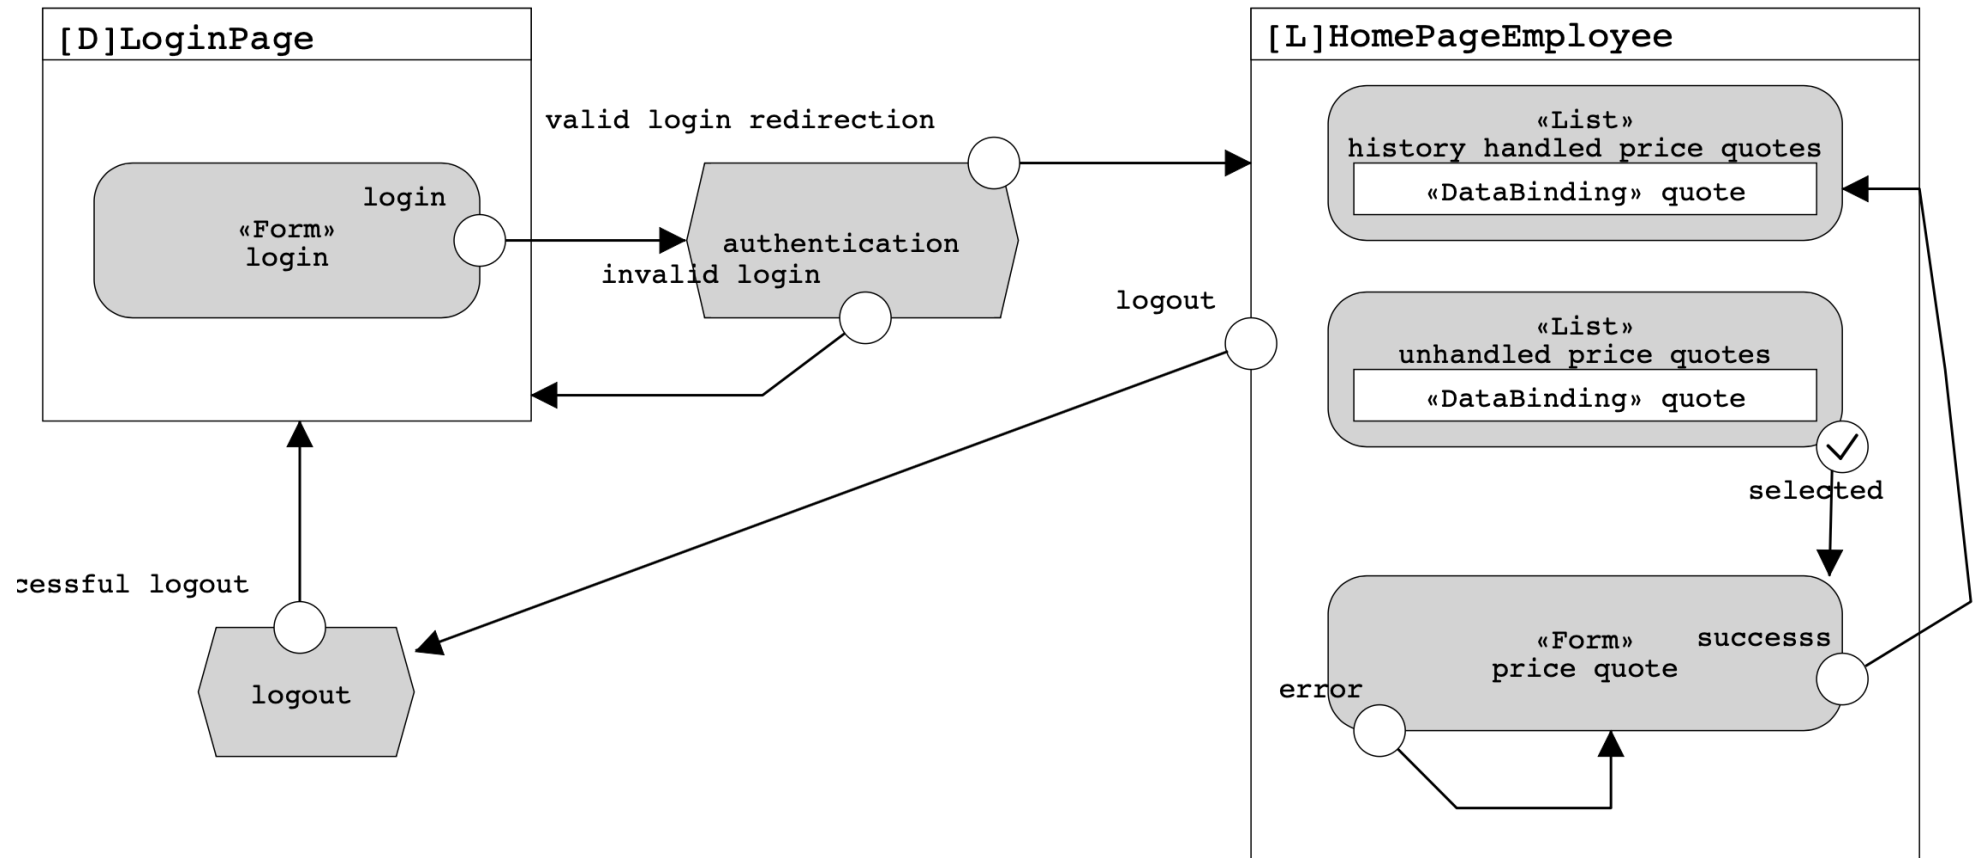 [D]LoginPage
login
«Form»
login
valid login redirection
authentication
invalid login
logout
cessful logout
logout
[L]HomePageEmployee
«List»
history handled price quotes
«DataBinding» quote
«List»
unhandled price quotes
«DataBinding» quote
selected
«Form»
price quote
successs
error